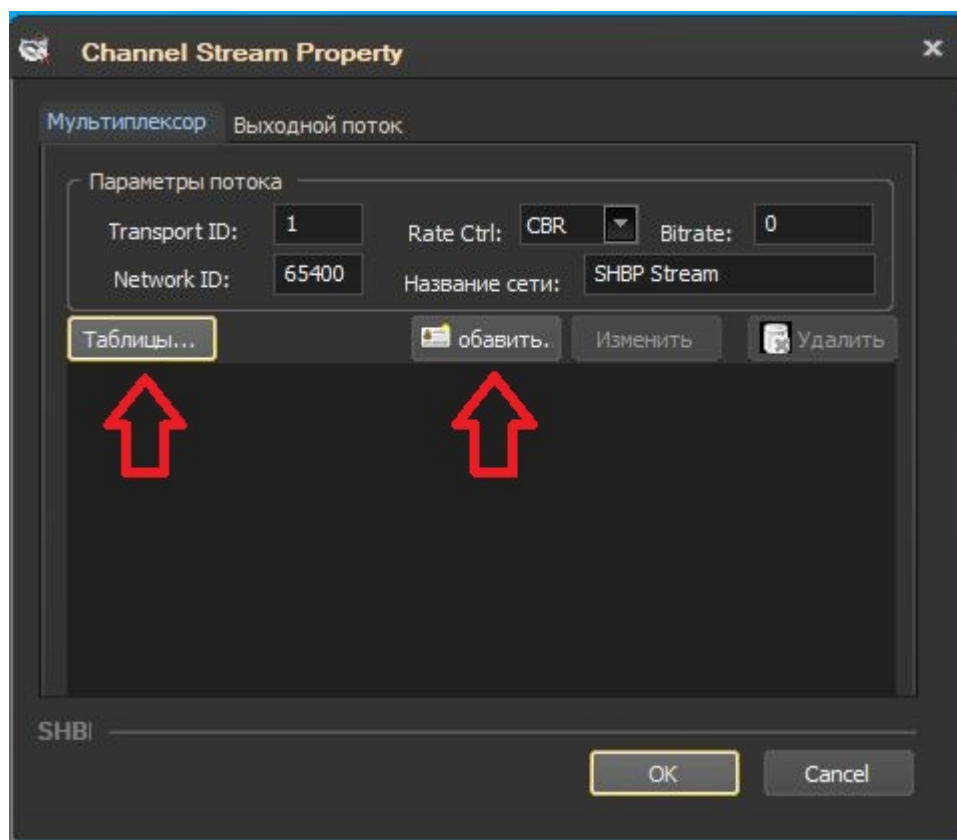 Channel Stream Property
Мультиплексор Выходной поток
Параметры потока
Transport ID: 1 Rate Ctrl: CBR Bitrate: 0
Network ID: 65400 Название сети: SHBP Stream
Таблицы... обавить. Изменить Удалить
SHBI
OK Cancel